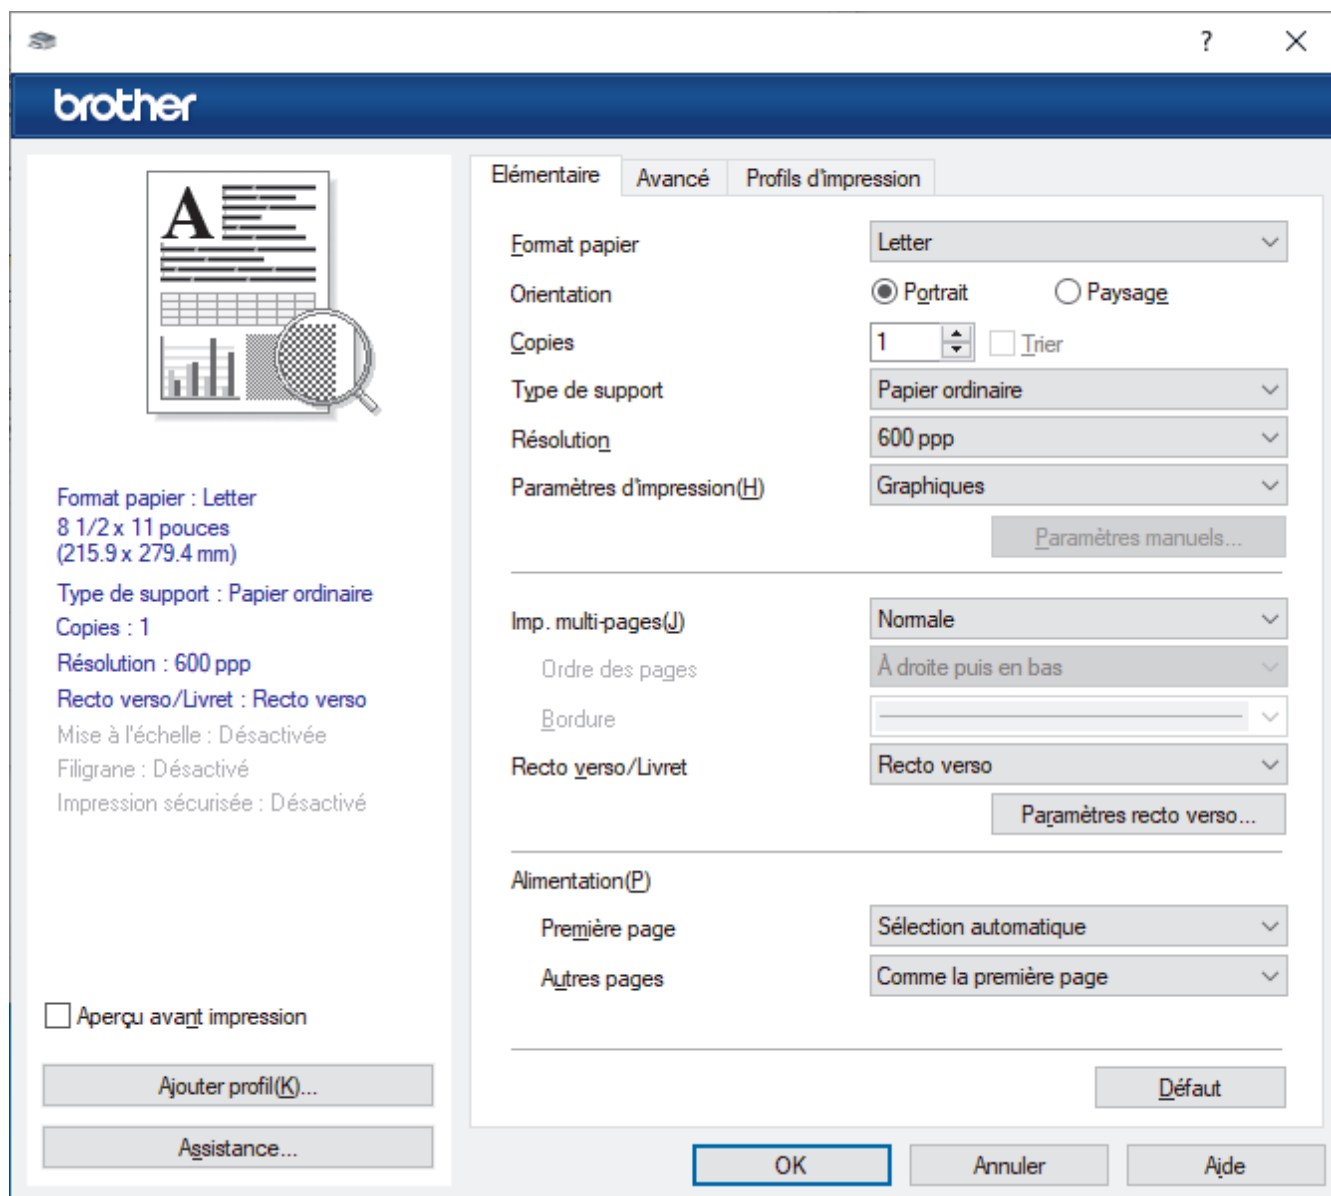 ?
brother
A
Elémentaire Avancé Profils d'impression
Format papier Letter
Orientation Portrait Paysage
Copies 1 Trier
Type de support Papier ordinaire
Résolution 600 ppp
Paramètres d'impression(H) Graphiques
Paramètres manuels...
Imp. multi-pages(J) Normale
Ordre des pages À droite puis en bas
Bordure
Recto verso/Livret Recto verso
Paramètres recto verso...
Alimentation(P)
Première page Sélection automatique
Autres pages Comme la première page
Défaut
Format papier : Letter
8 1/2 x 11 pouces
(215.9 x 279.4 mm)
Type de support : Papier ordinaire
Copies : 1
Résolution : 600 ppp
Recto verso/Livret : Recto verso
Mise à l'échelle : Désactivée
Filigrane : Désactivé
Impression sécurisée : Désactivé
Aperçu avant impression
Ajouter profil(K)...
Assistance...
OK Annuler Aide